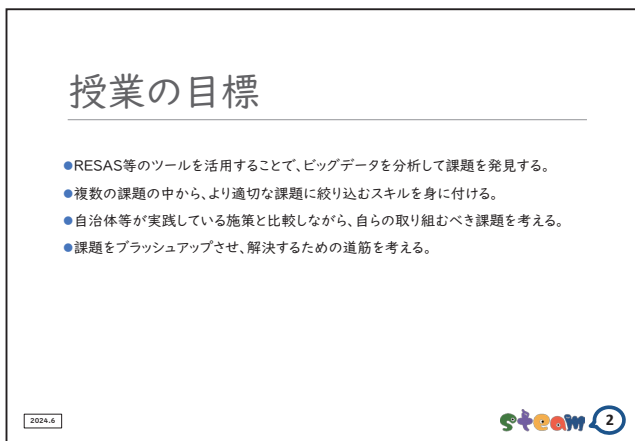 授業の目標
●RESAS等のツールを活用することで、ビッグデータを分析して課題を発見する。
●複数の課題の中から、より適切な課題に絞り込むスキルを身に付ける。
●自治体等が実践している施策と比較しながら、自らの取り組むべき課題を考える。
●課題をブラッシュアップさせ、解決するための道筋を考える。
2024.6
steam
2